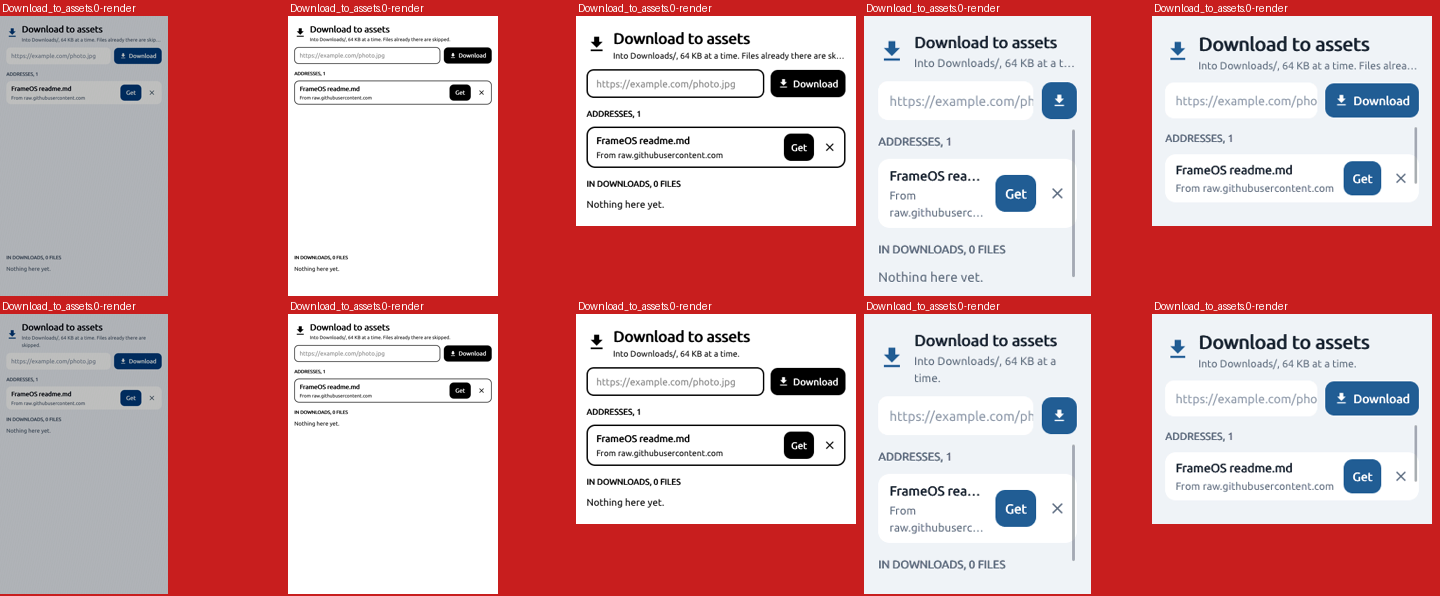 Download_to_assets.0-render
Download to assets
Into Downloads/, 64 KB at a time. Files already there are skip...
https://example.com/photo.jpg
Download
ADDRESSES, 1
FrameOS readme.md
From raw.githubusercontent.com
Get
IN DOWNLOADS, 0 FILES
Nothing here yet.
Download_to_assets.0-render
Download to assets
Into Downloads/, 64 KB at a time. Files already there are skipped.
https://example.com/photo.jpg
Download
ADDRESSES, 1
FrameOS readme.md
From raw.githubusercontent.com
Get
IN DOWNLOADS, 0 FILES
Nothing here yet.
Download_to_assets.0-render
Download to assets
Into Downloads/, 64 KB at a time. Files already there are sk...
https://example.com/photo.jpg
Download
ADDRESSES, 1
FrameOS readme.md
From raw.githubusercontent.com
Get
IN DOWNLOADS, 0 FILES
Nothing here yet.
Download_to_assets.0-render
Download to assets
Into Downloads/, 64 KB at a t...
https://example.com/ph
ADDRESSES, 1
FrameOS rea...
From
raw.githubuserc...
Get
IN DOWNLOADS, 0 FILES
Nothing here yet.
Download_to_assets.0-render
Download to assets
Into Downloads/, 64 KB at a time. Files alrea...
https://example.com/pho
Download
ADDRESSES, 1
FrameOS readme.md
From raw.githubusercontent.com
Get
Download_to_assets.0-render
Download to assets
Into Downloads/, 64 KB at a time. Files already there are
skipped.
https://example.com/photo.jpg
Download
ADDRESSES, 1
FrameOS readme.md
From raw.githubusercontent.com
Get
IN DOWNLOADS, 0 FILES
Nothing here yet.
Download_to_assets.0-render
Download to assets
Into Downloads/, 64 KB at a time. Files already there are skipped.
https://example.com/photo.jpg
Download
ADDRESSES, 1
FrameOS readme.md
From raw.githubusercontent.com
Get
IN DOWNLOADS, 0 FILES
Nothing here yet.
Download_to_assets.0-render
Download to assets
Into Downloads/, 64 KB at a time.
https://example.com/photo.jpg
Download
ADDRESSES, 1
FrameOS readme.md
From raw.githubusercontent.com
Get
IN DOWNLOADS, 0 FILES
Nothing here yet.
Download_to_assets.0-render
Download to assets
Into Downloads/, 64 KB at a
time.
https://example.com/ph
ADDRESSES, 1
FrameOS rea...
From
raw.githubuserc...
Get
IN DOWNLOADS, 0 FILES
Download_to_assets.0-render
Download to assets
Into Downloads/, 64 KB at a time.
https://example.com/pho
Download
ADDRESSES, 1
FrameOS readme.md
From raw.githubusercontent.com
Get